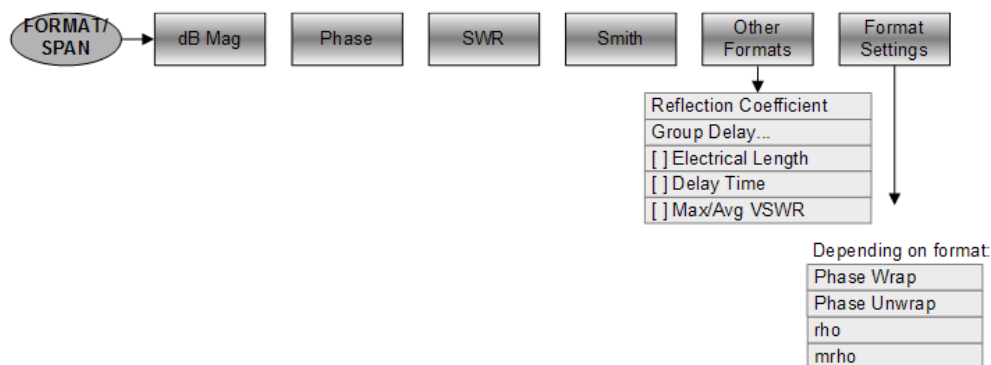 FORMAT/
SPAN
dB Mag
Phase
SWR
Smith
Other
Formats
Format
Settings
Reflection Coefficient
Group Delay...
[ ] Electrical Length
[ ] Delay Time
[ ] Max/Avg VSWR
Depending on format:
Phase Wrap
Phase Unwrap
rho
mrho